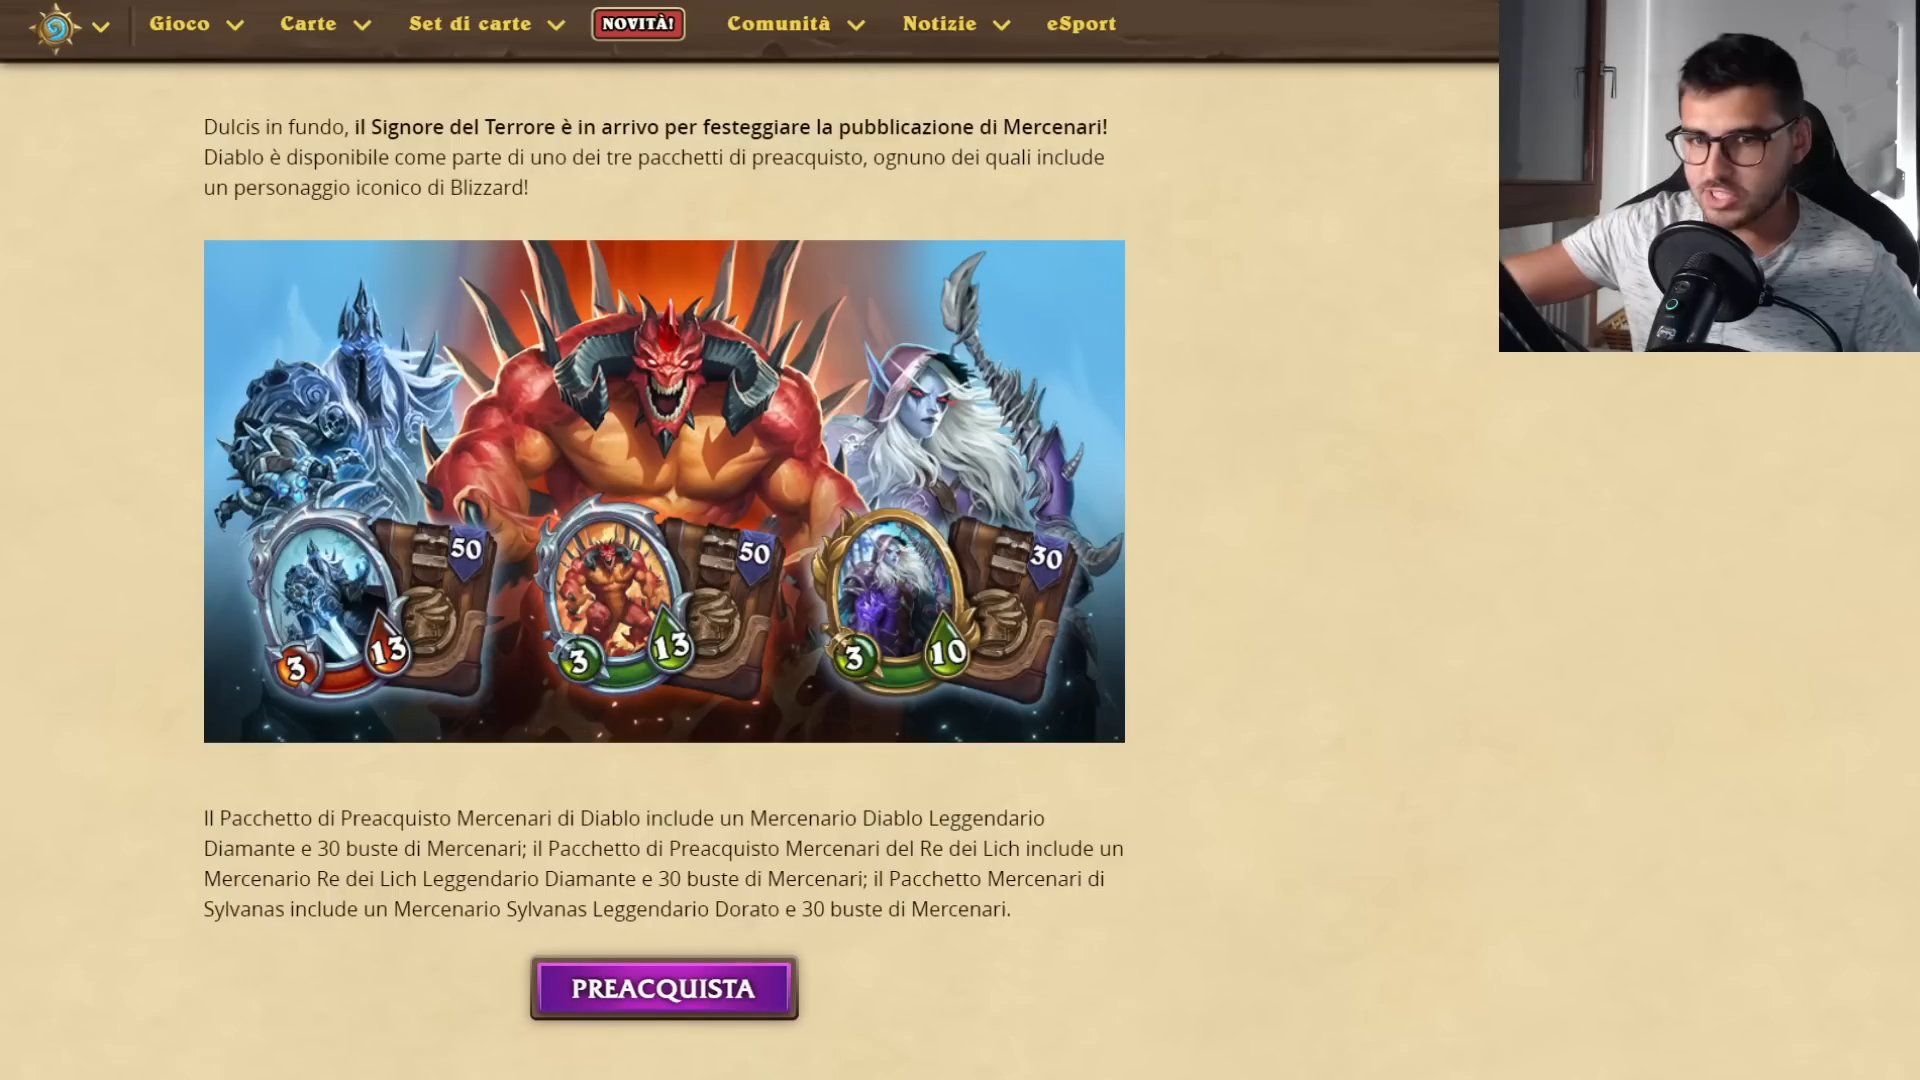 Gioco
Carte
Set di carte
NOVITÀ!
Comunità
Notizie
eSport
Dulcis in fundo, il Signore del Terrore è in arrivo per festeggiare la pubblicazione di Mercenari!
Diablo è disponibile come parte di uno dei tre pacchetti di preacquisto, ognuno dei quali include
un personaggio iconico di Blizzard!
50
50
30
3
13
3
13
3
10
Il Pacchetto di Preacquisto Mercenari di Diablo include un Mercenario Diablo Leggendario
Diamante e 30 buste di Mercenari; il Pacchetto di Preacquisto Mercenari del Re dei Lich include un
Mercenario Re dei Lich Leggendario Diamante e 30 buste di Mercenari; il Pacchetto Mercenari di
Sylvanas include un Mercenario Sylvanas Leggendario Dorato e 30 buste di Mercenari.
PREACQUISTA